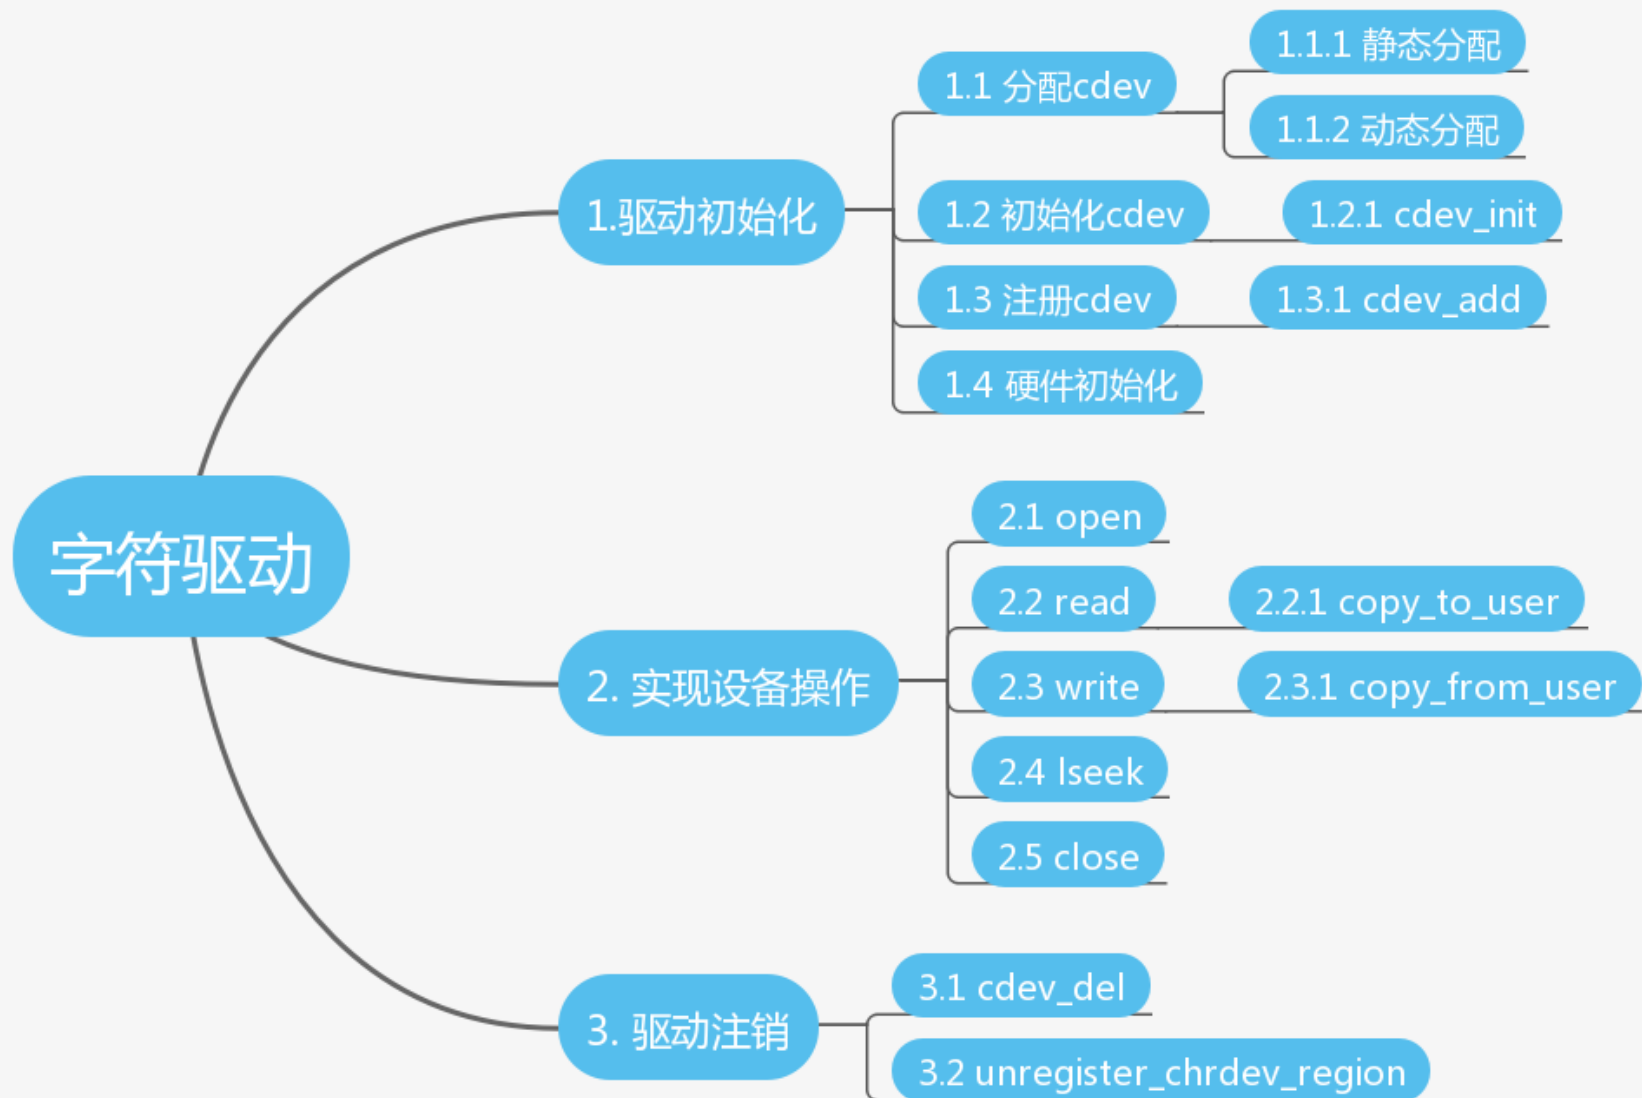 字符驱动
1.驱动初始化
1.1 分配cdev
1.1.1 静态分配
1.1.2 动态分配
1.2 初始化cdev
1.2.1 cdev_init
1.3 注册cdev
1.3.1 cdev_add
1.4 硬件初始化
2. 实现设备操作
2.1 open
2.2 read
2.2.1 copy_to_user
2.3 write
2.3.1 copy_from_user
2.4 lseek
2.5 close
3. 驱动注销
3.1 cdev_del
3.2 unregister_chrdev_region